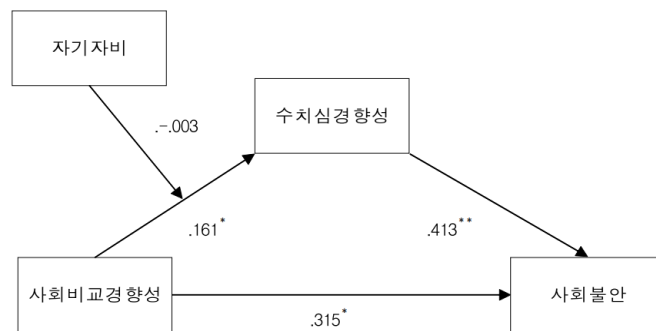 자기자비
수치심경향성
.-.003
.161*
.413**
사회비교경향성
사회불안
.315*